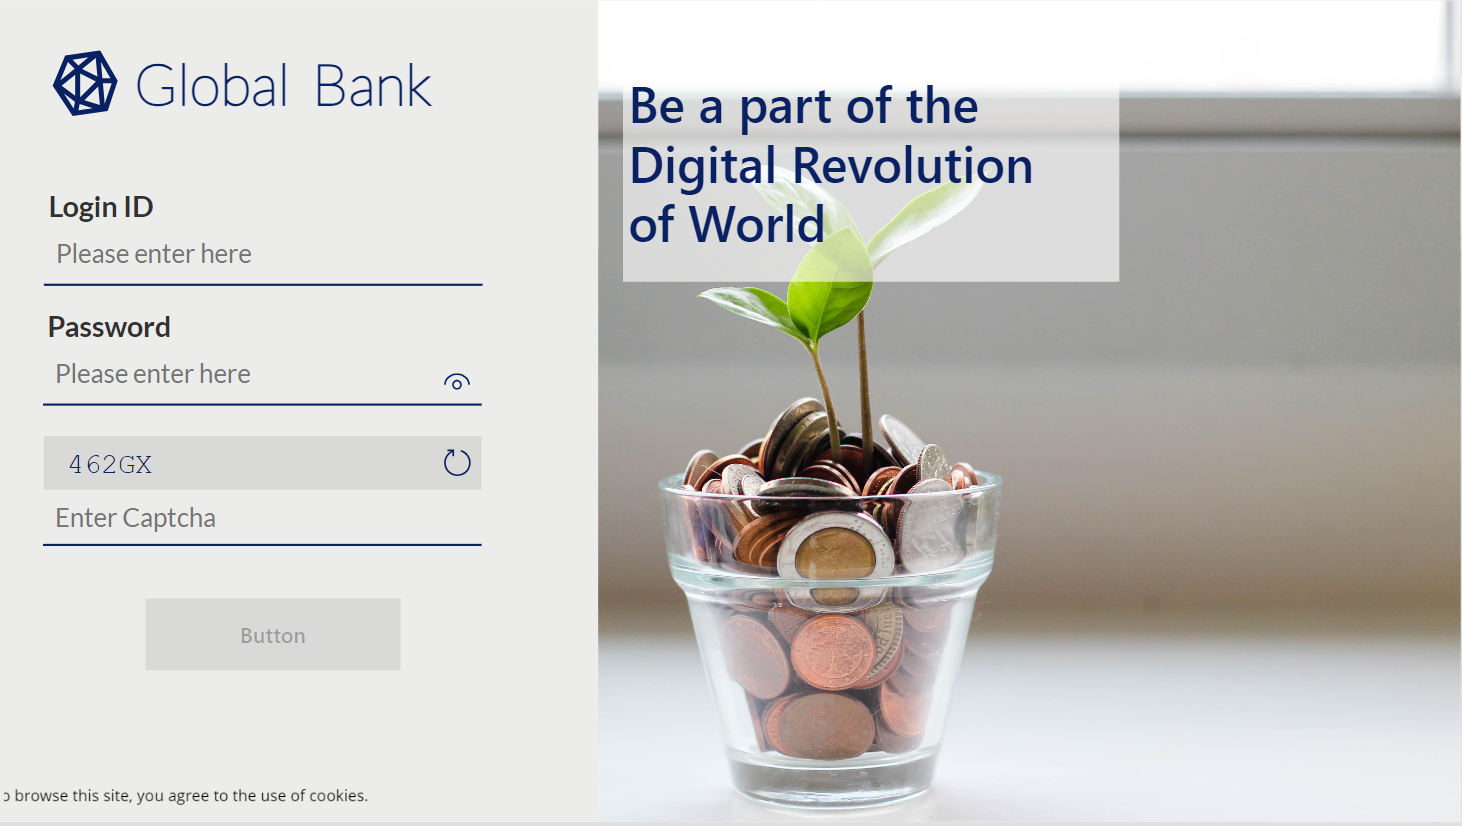 Global Bank
Login ID
Please enter here
Password
Please enter here
462GX
Enter Captcha
Button
browse this site, you agree to the use of cookies.
Be a part of the
Digital Revolution
of World